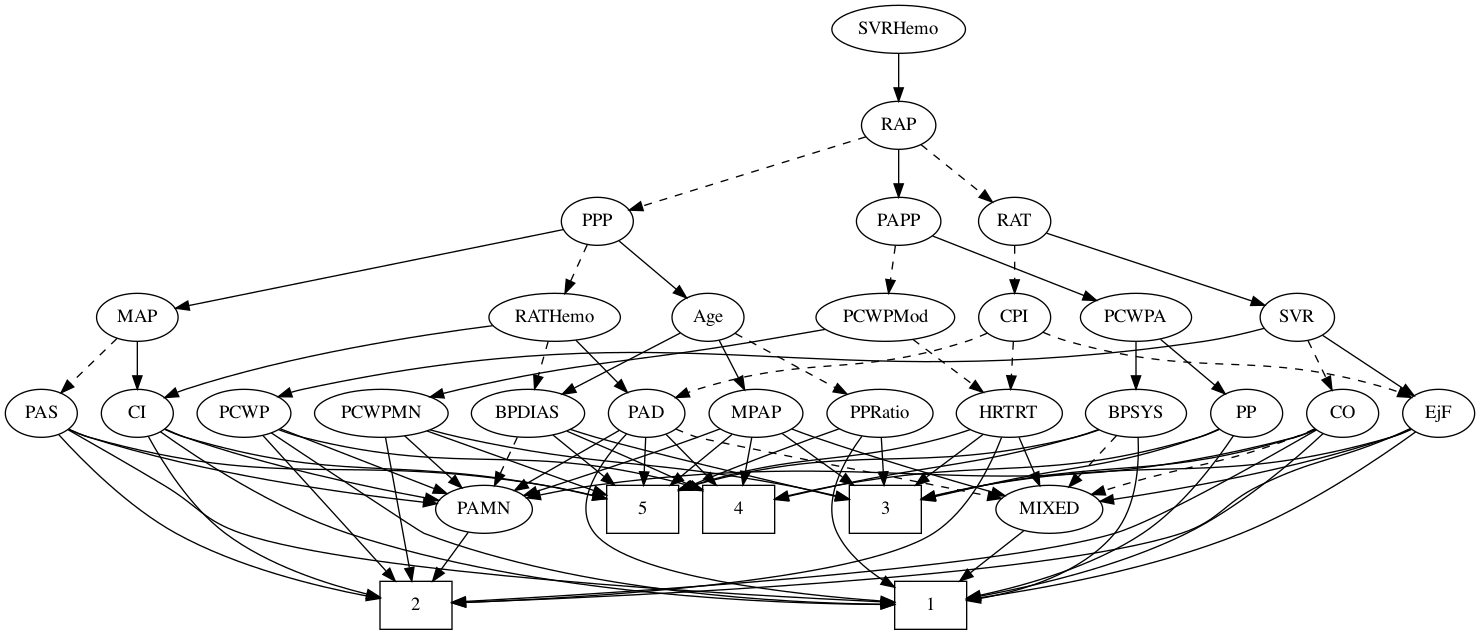 SVRHemo
RAP
PPP
PAPP
RAT
MAP
RATHemo
Age
PCWPMod
CPI
PCWPA
SVR
PAS
CI
PCWP
PCWPMN
BPDIAS
PAD
MPAP
PPRatio
HRTRT
BPSYS
PP
CO
EjF
PAMN
5
4
3
MIXED
2
1